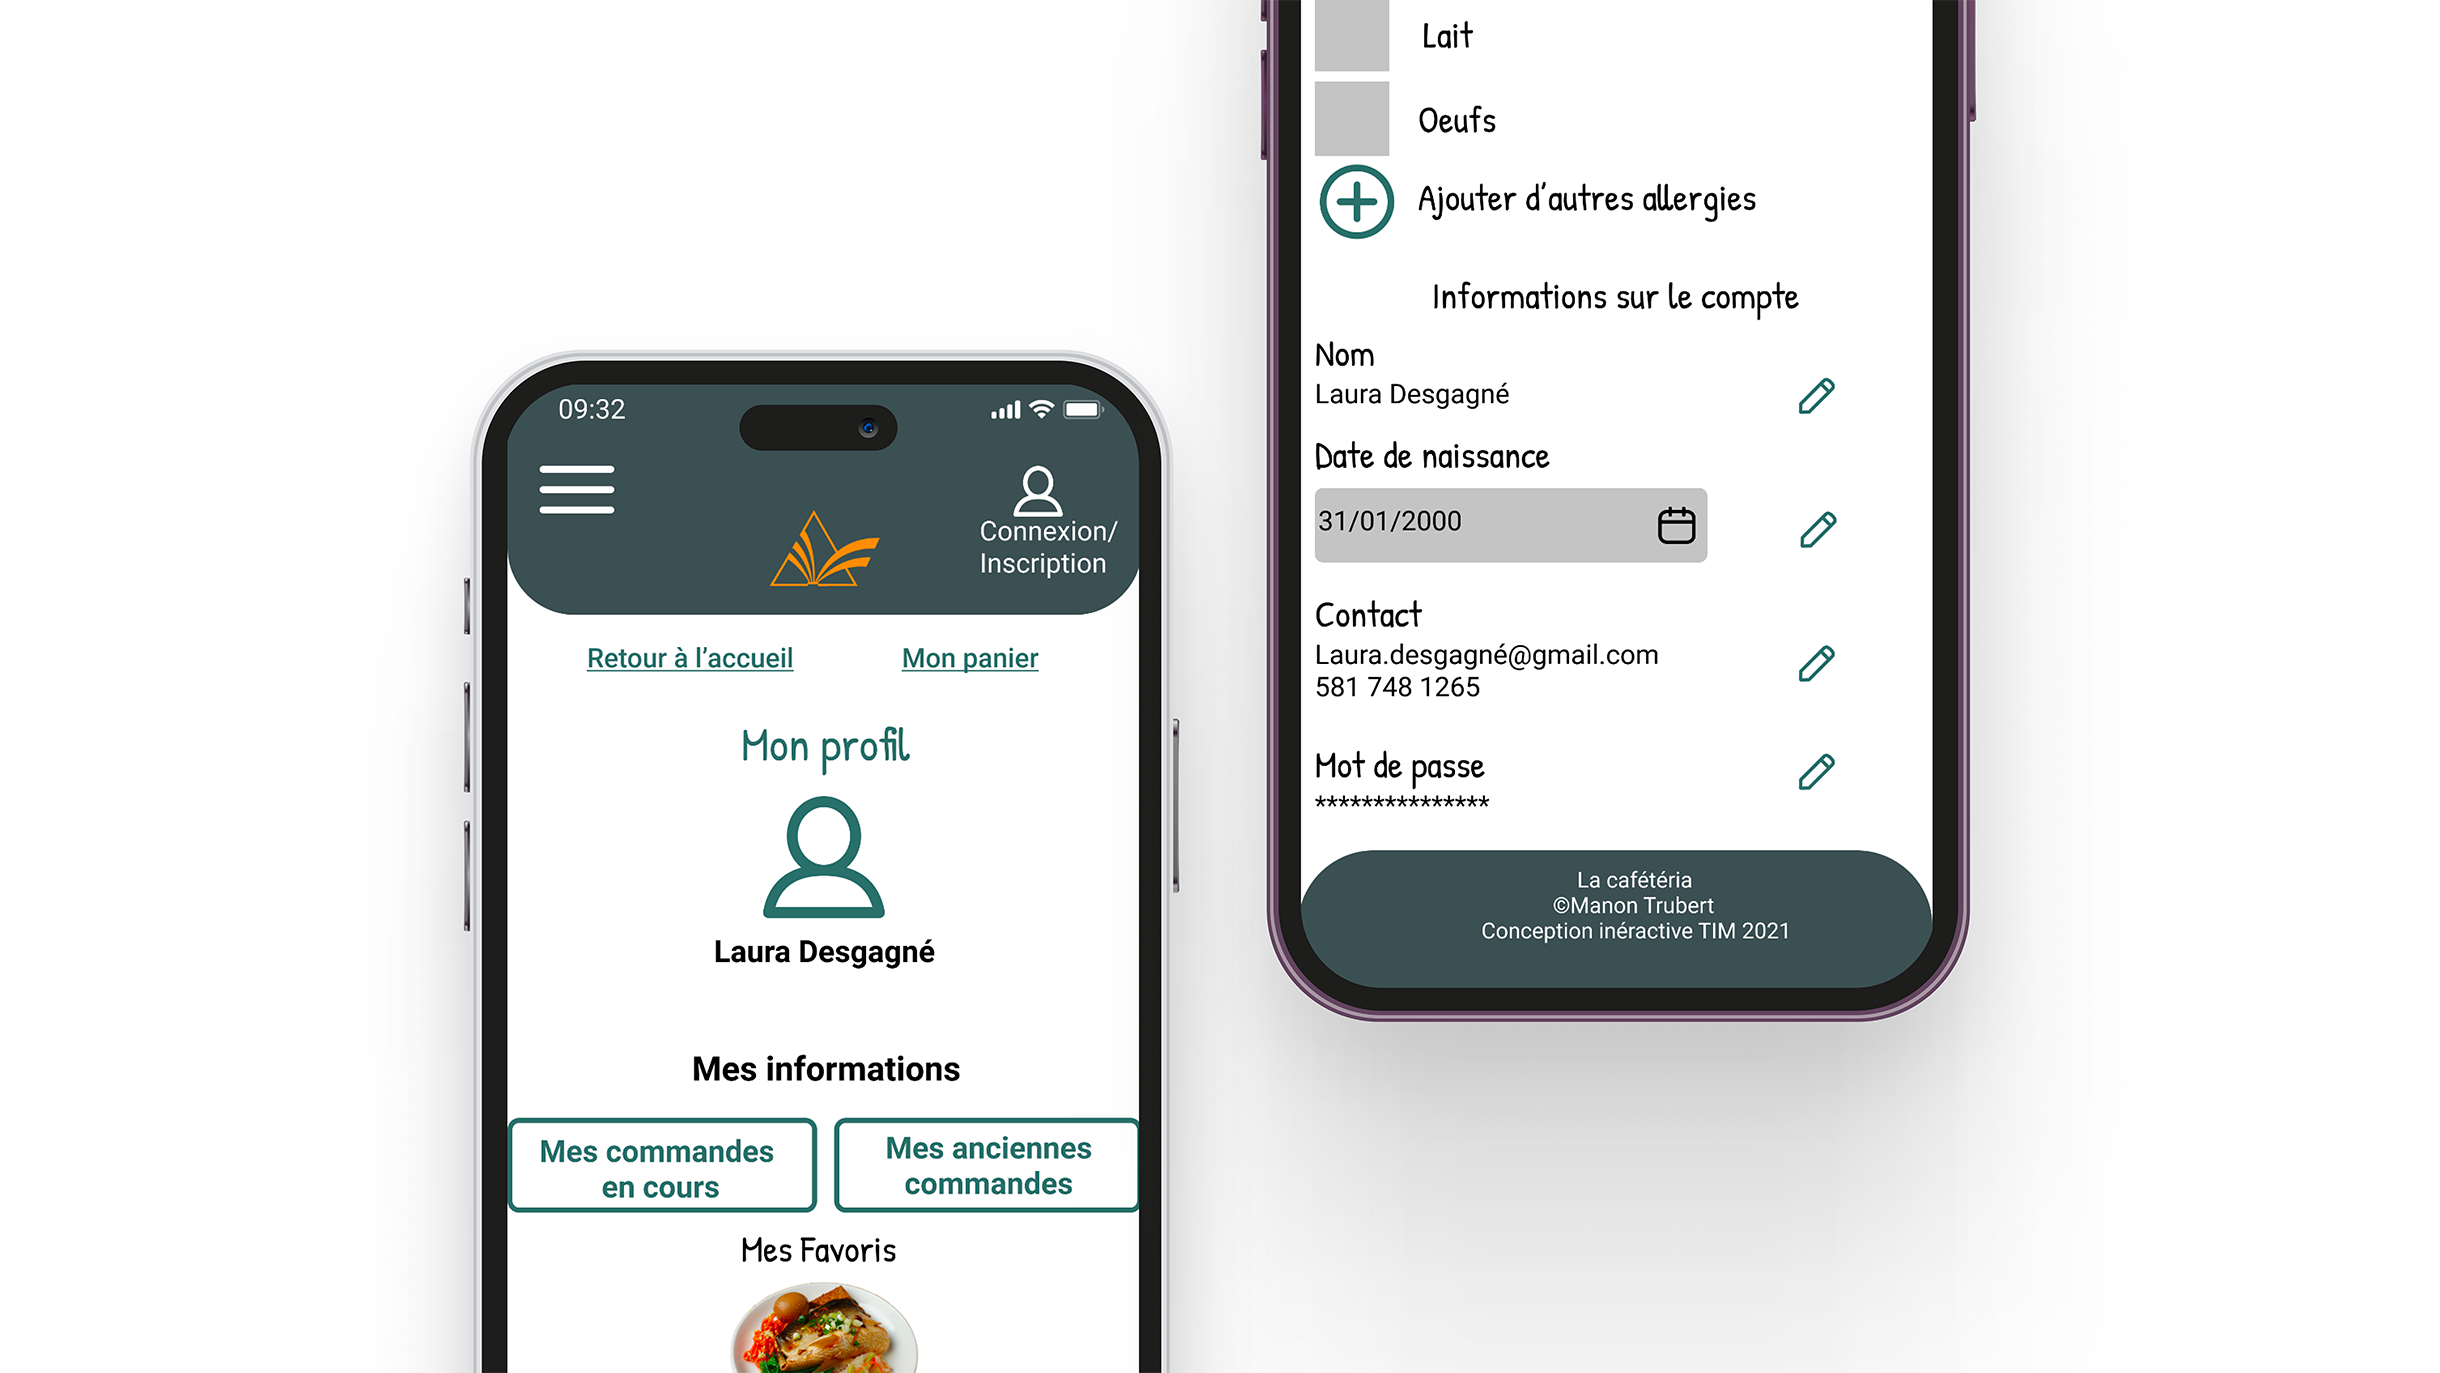 09:32
Connexion/
Inscription
Retour à l’accueil
Mon panier
Mon profil
Laura Desgagné
Mes informations
Mes commandes
en cours
Mes anciennes
commandes
Mes Favoris
Lait
Oeufs
Ajouter d’autres allergies
Informations sur le compte
Nom
Laura Desgagné
Date de naissance
31/01/2000
Contact
Laura.desgagné@gmail.com
581 748 1265
Mot de passe
***************
La cafétéria
©Manon Trubert
Conception inéractive TIM 2021